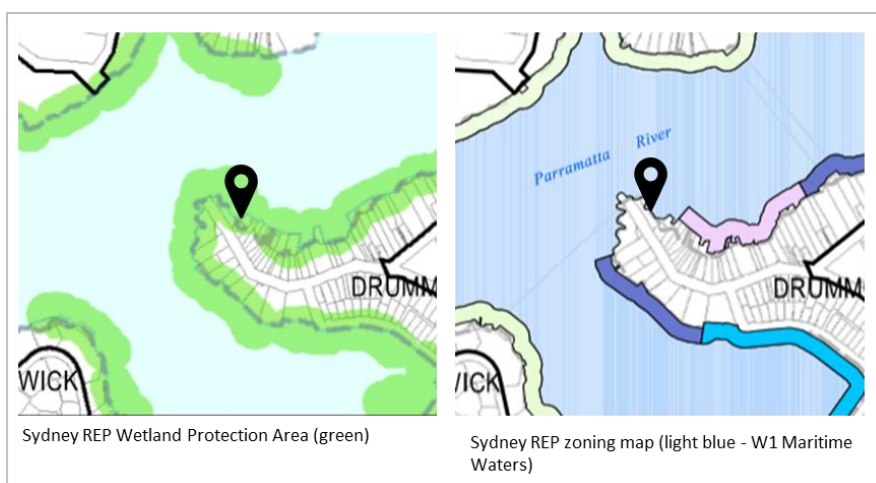 Parramatta River
DRUMM
DRUMM
WICK
/ICK
Sydney REP Wetland Protection Area (green)
Sydney REP zoning map (light blue - W1 Maritime
Waters)